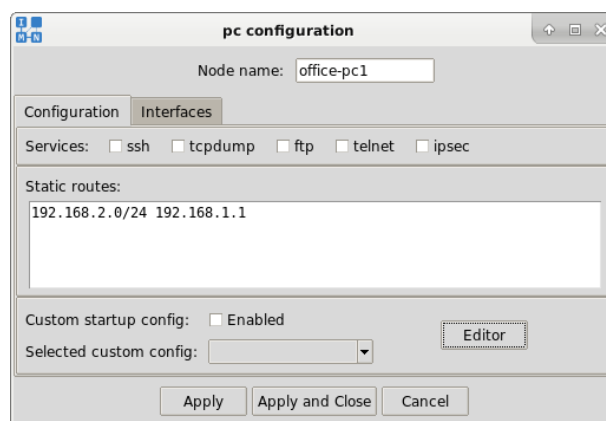 I
M N
pc configuration
Node name: office-pc1
Configuration Interfaces
Services: ssh tcpdump ftp telnet ipsec
Static routes:
192.168.2.0/24 192.168.1.1
Custom startup config: Enabled
Selected custom config:
Editor
Apply Apply and Close Cancel